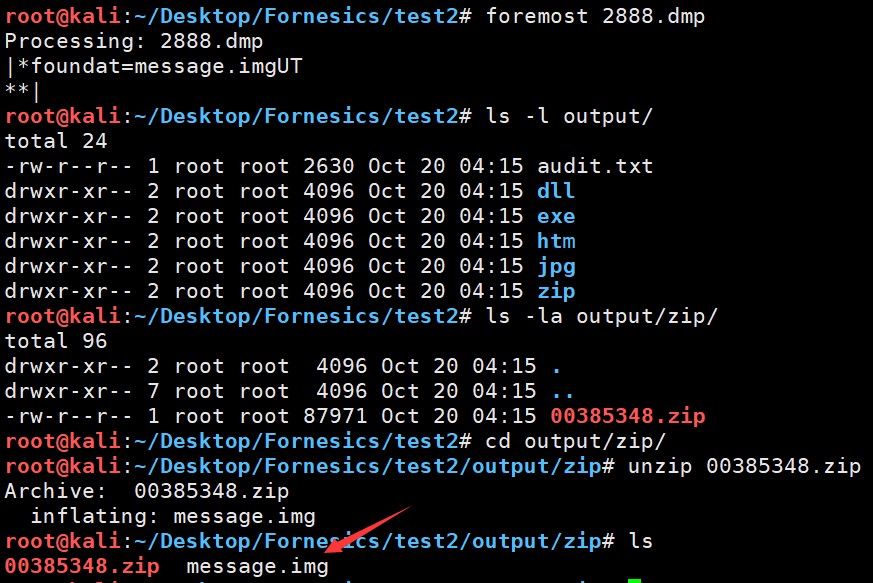 root@kali:~/Desktop/Fornesics/test2# foremost 2888.dmp
Processing: 2888.dmp
|*foundat=message.imgUT
**|
root@kali:~/Desktop/Fornesics/test2# ls -l output/
total 24
-rw-r--r-- 1 root root 2630 Oct 20 04:15 audit.txt
drwxr-xr-- 2 root root 4096 Oct 20 04:15 dll
drwxr-xr-- 2 root root 4096 Oct 20 04:15 exe
drwxr-xr-- 2 root root 4096 Oct 20 04:15 htm
drwxr-xr-- 2 root root 4096 Oct 20 04:15 jpg
drwxr-xr-- 2 root root 4096 Oct 20 04:15 zip
root@kali:~/Desktop/Fornesics/test2# ls -la output/zip/
total 96
drwxr-xr-- 2 root root  4096 Oct 20 04:15 .
drwxr-xr-- 7 root root  4096 Oct 20 04:15 ..
-rw-r--r-- 1 root root 87971 Oct 20 04:15 00385348.zip
root@kali:~/Desktop/Fornesics/test2# cd output/zip/
root@kali:~/Desktop/Fornesics/test2/output/zip# unzip 00385348.zip
Archive:  00385348.zip
  inflating: message.img
root@kali:~/Desktop/Fornesics/test2/output/zip# ls
00385348.zip  message.img